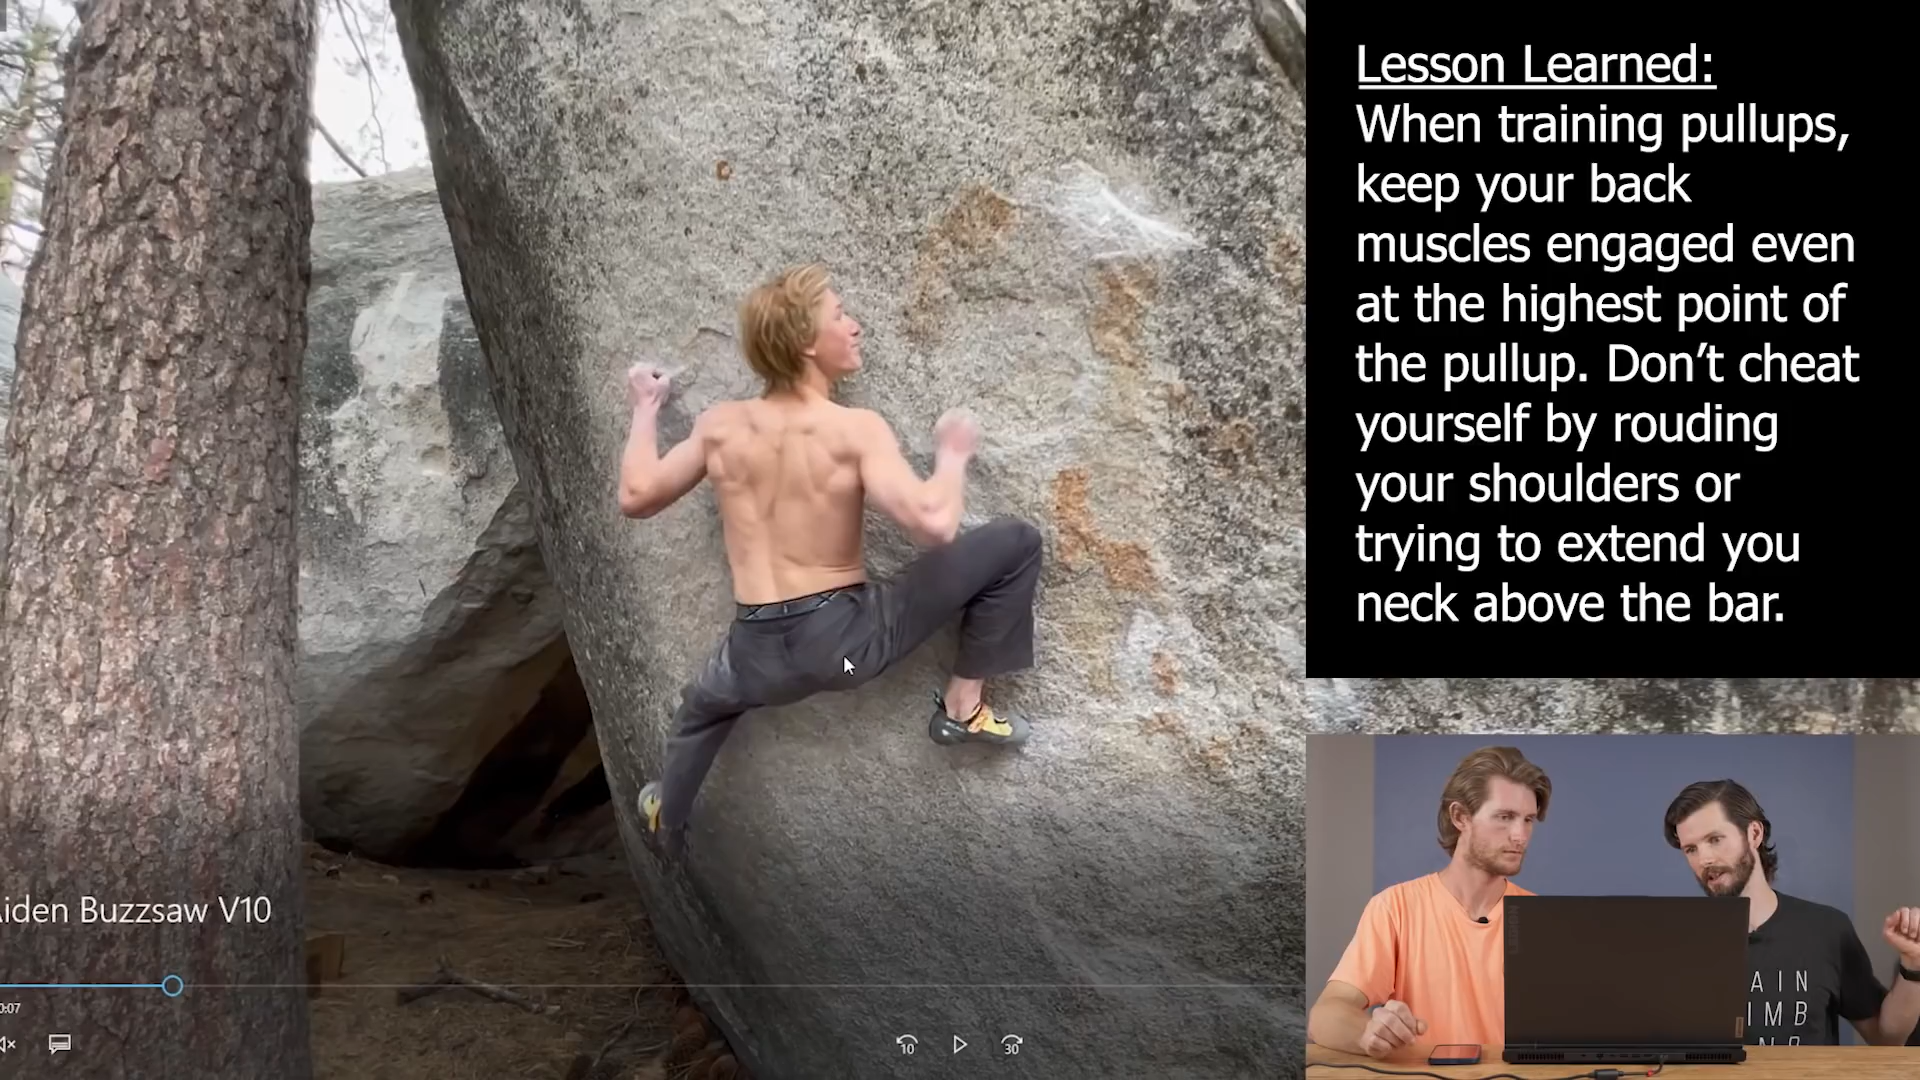 Lesson Learned:
When training pullups,
keep your back
muscles engaged even
at the highest point of
the pullup. Don’t cheat
yourself by rouding
your shoulders or
trying to extend you
neck above the bar.
iden Buzzsaw V10
0:07
10
30
AIN
IMB